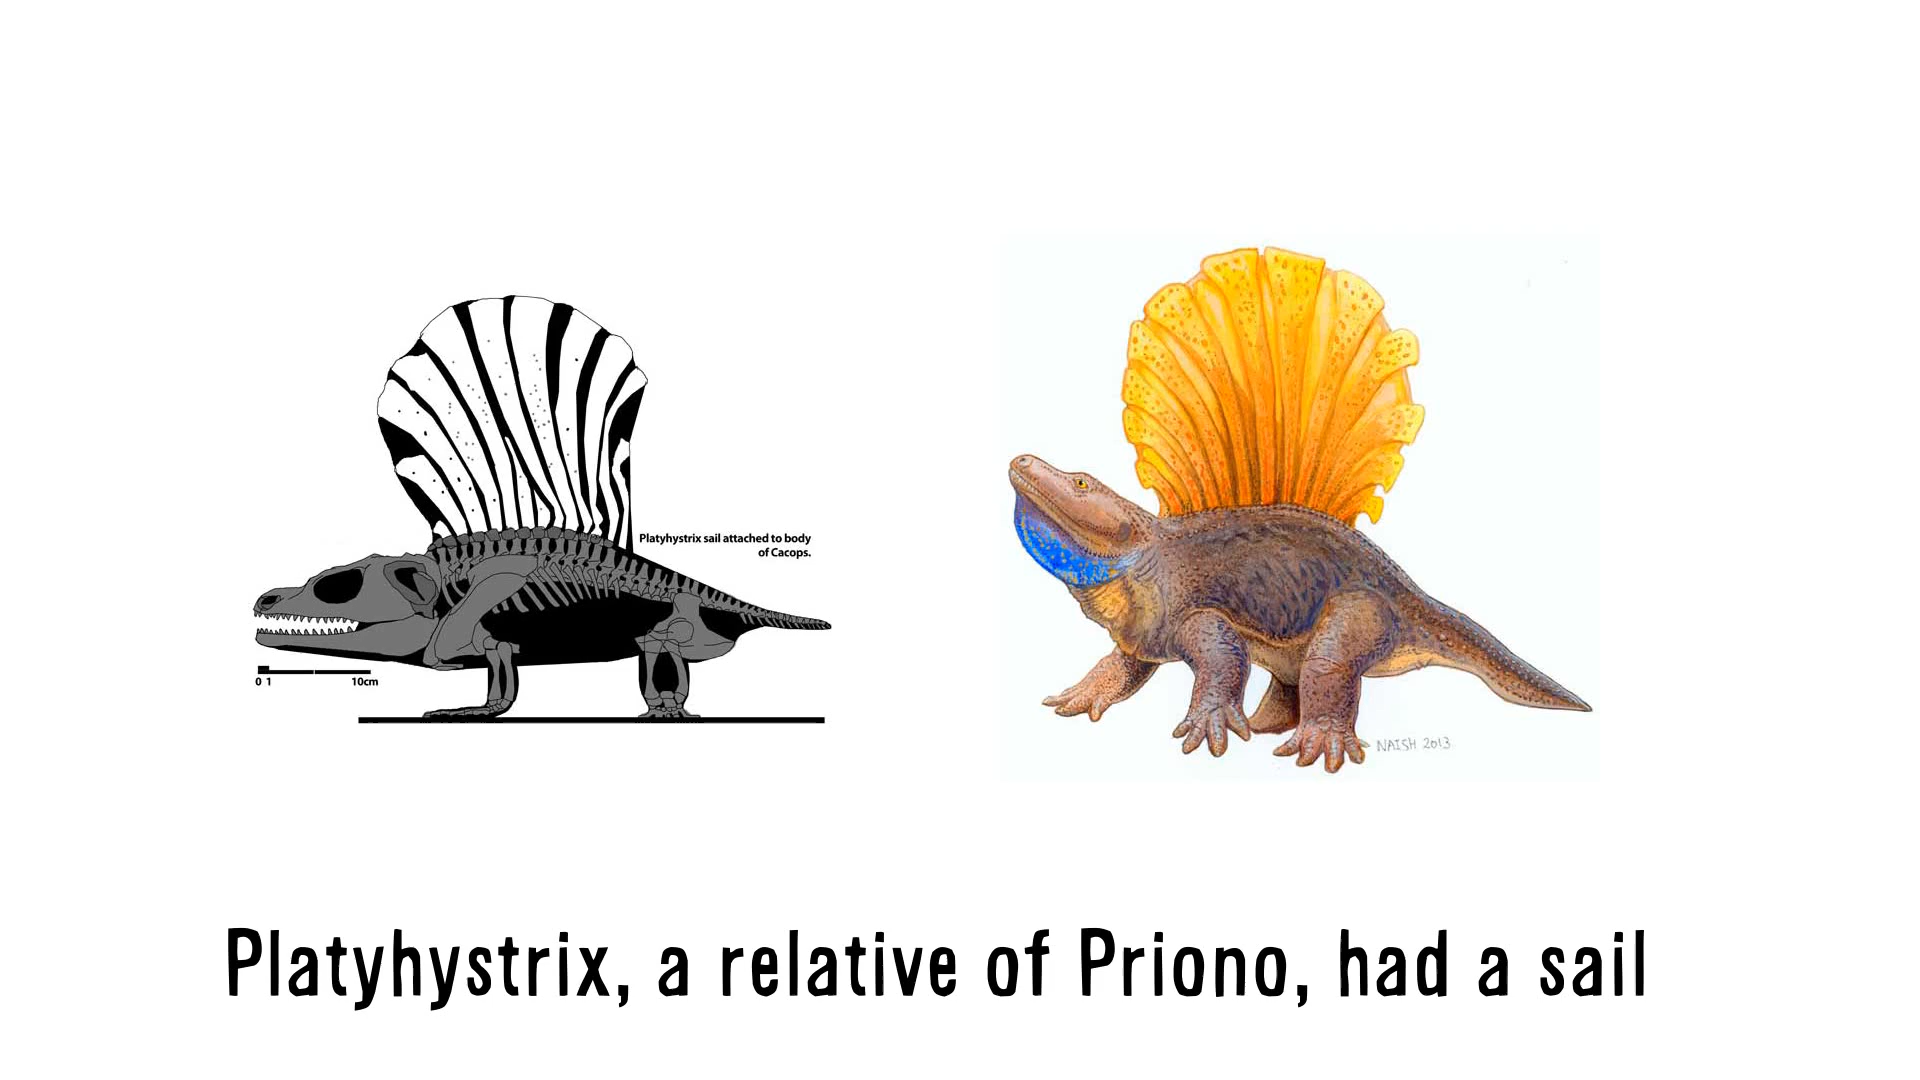 Platyhystrix sail attached to body
of Cacops.
0 1 10cm
NAISH 2013
Platyhystrix, a relative of Priono, had a sail